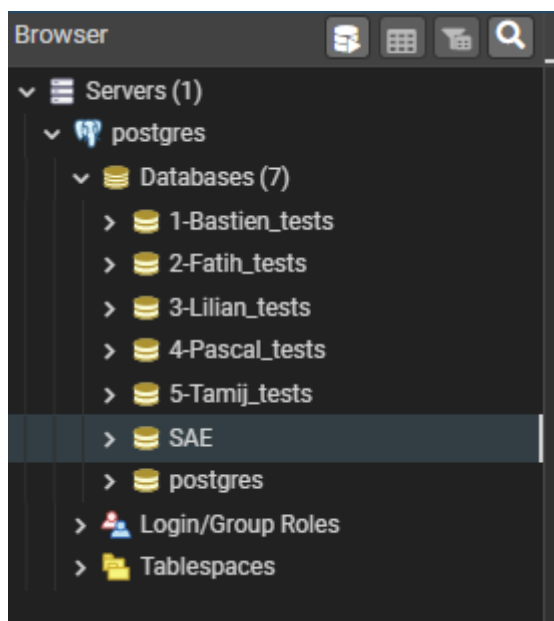 Browser
Servers (1)
postgres
Databases (7)
1-Bastien_tests
2-Fatih_tests
3-Lilian_tests
4-Pascal_tests
5-Tamij_tests
SAE
postgres
Login/Group Roles
Tablespaces